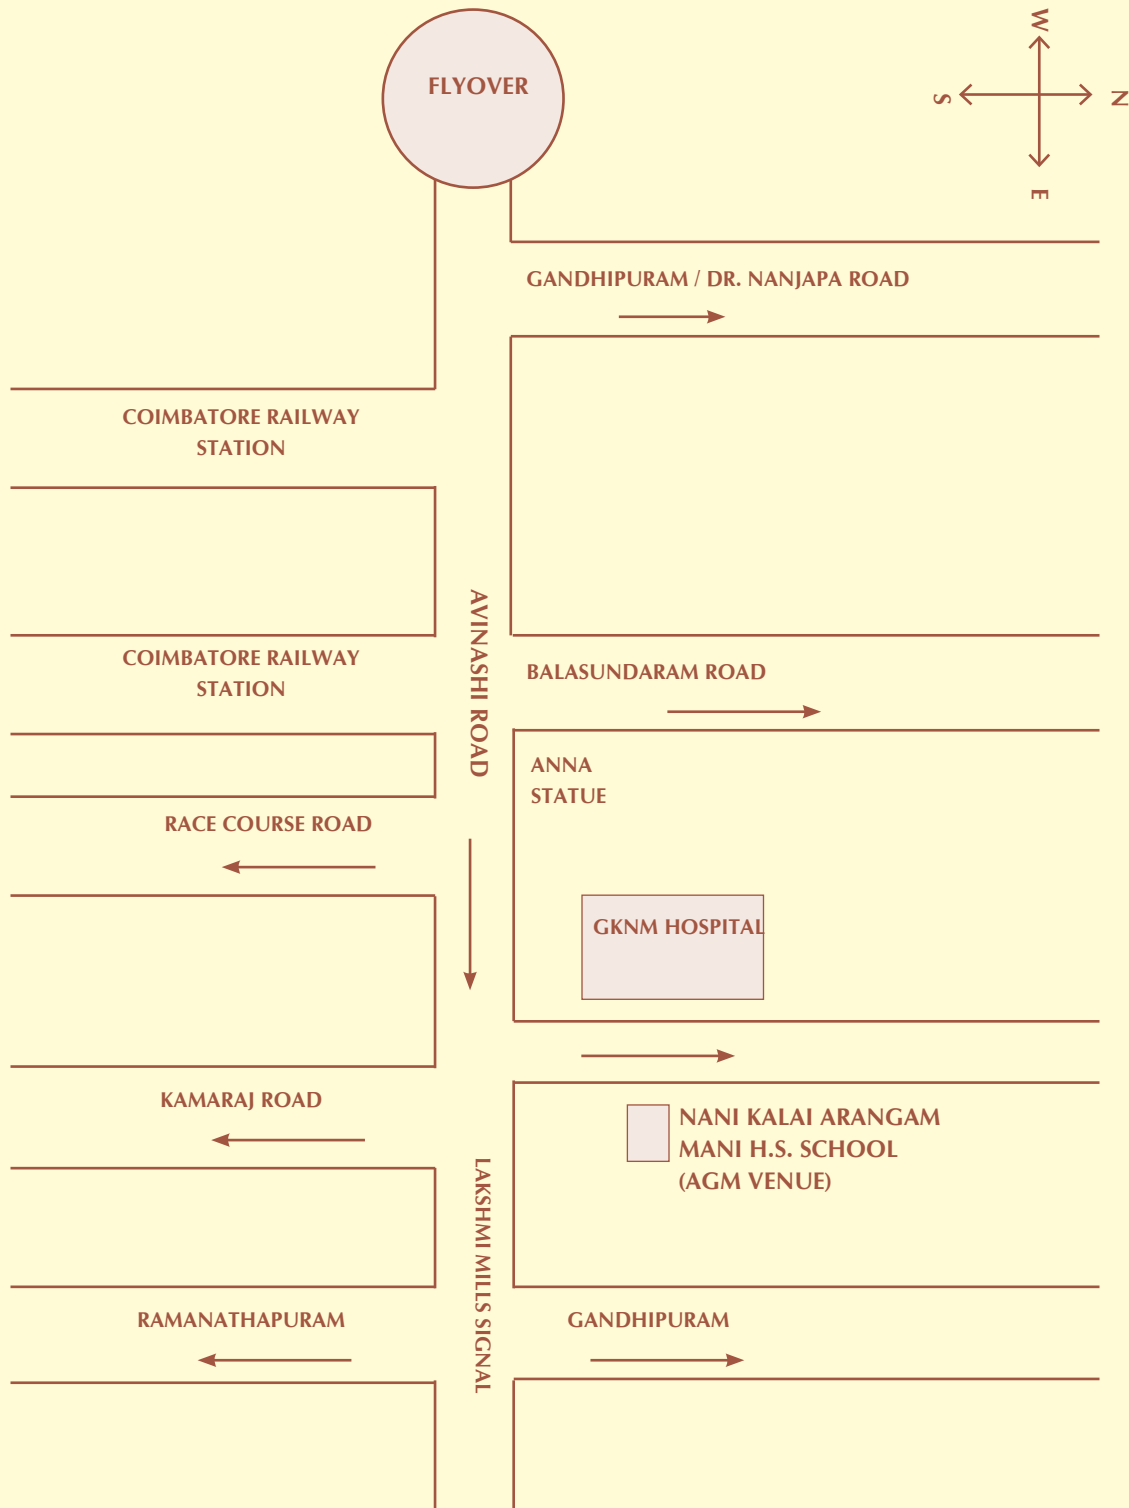 FLYOVER
W
S
N
E
GANDHIPURAM / DR. NANJAPA ROAD
COIMBATORE RAILWAY
STATION
AVINASHI ROAD
COIMBATORE RAILWAY
STATION
BALASUNDARAM ROAD
ANNA
STATUE
RACE COURSE ROAD
GKNM HOSPITAL
KAMARAJ ROAD
NANI KALAI ARANGAM
MANI H.S. SCHOOL
(AGM VENUE)
LAKSHMI MILLS SIGNAL
RAMANATHAPURAM
GANDHIPURAM